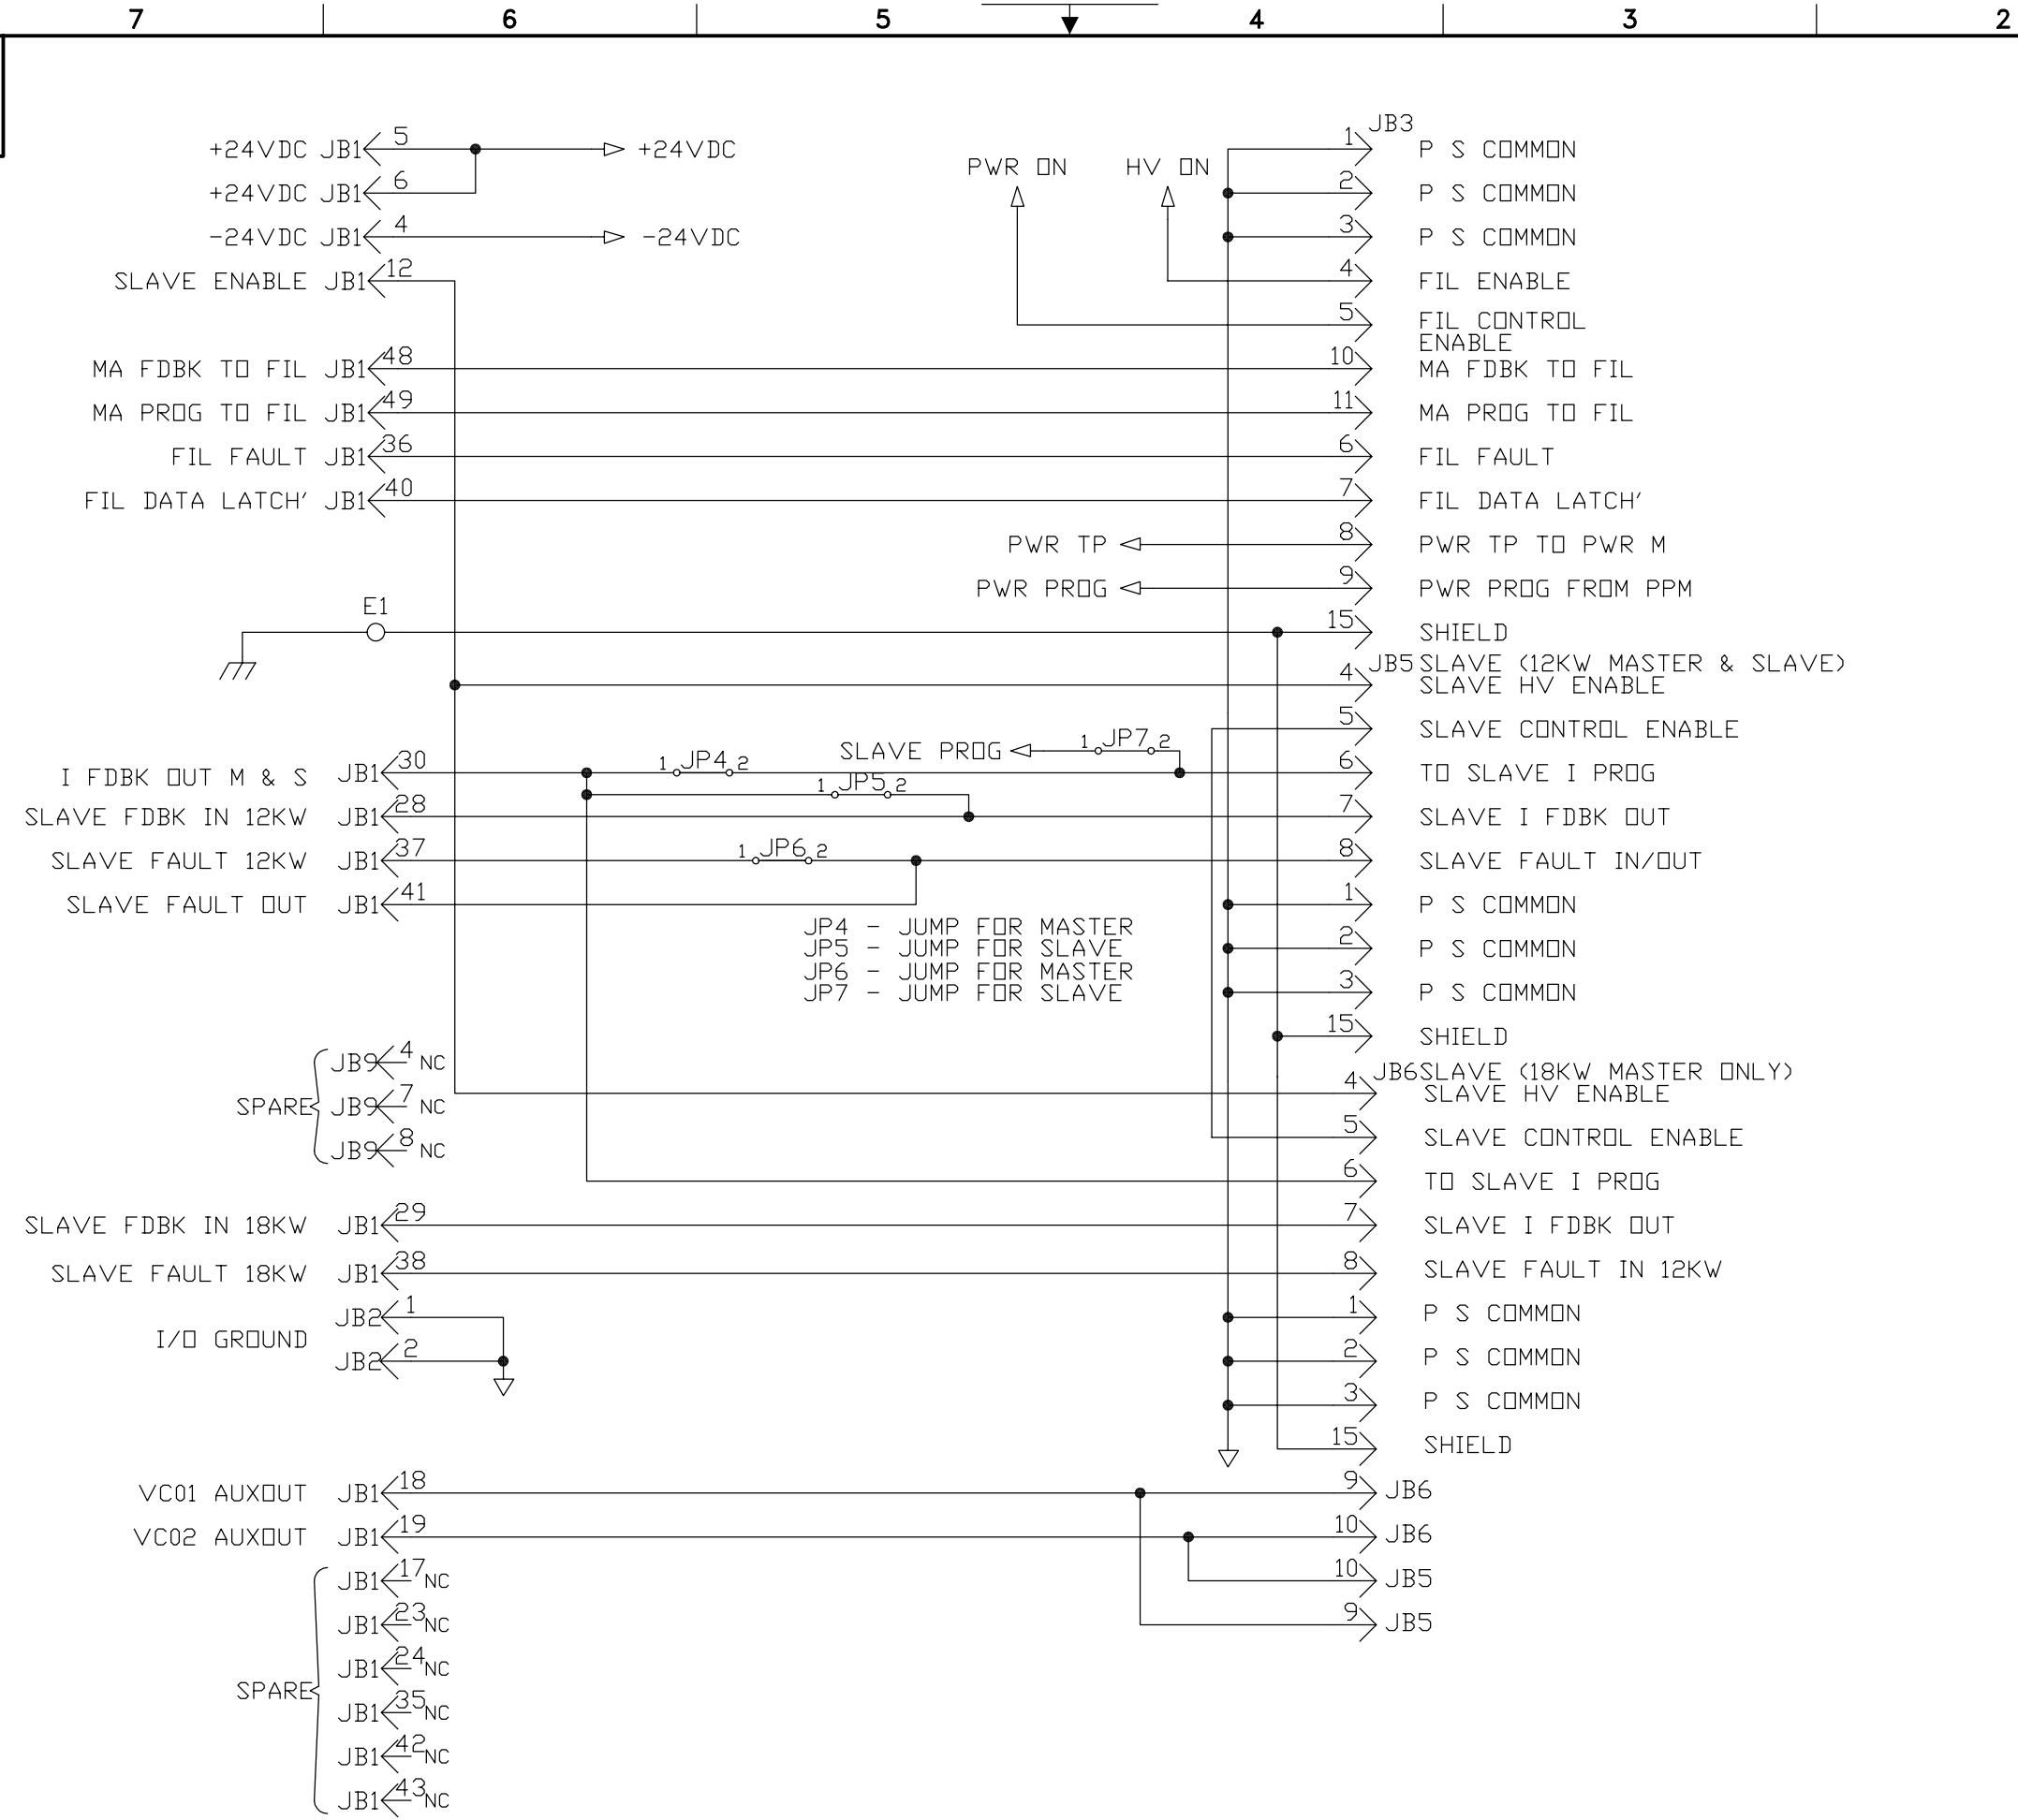 7 6 5 4 3 2
JB3
+24VDC JB1 5 +24VDC 1 P S COMMON
PWR ON HV ON
+24VDC JB1 6 2 P S COMMON
-24VDC JB1 4 -24VDC 3 P S COMMON
SLAVE ENABLE JB1 12 4 FIL ENABLE
5 FIL CONTROL
ENABLE
MA FDBK TO FIL JB1 48 10 MA FDBK TO FIL
MA PROG TO FIL JB1 49 11 MA PROG TO FIL
FIL FAULT JB1 36 6 FIL FAULT
FIL DATA LATCH' JB1 40 7 FIL DATA LATCH'
PWR TP 8 PWR TP TO PWR M
PWR PROG 9 PWR PROG FROM PPM
E1 15 SHIELD
JB5 SLAVE (12KW MASTER & SLAVE)
4 SLAVE HV ENABLE
5 SLAVE CONTROL ENABLE
SLAVE PROG 1 JP7 2
I FDBK OUT M & S JB1 30 1 JP4 2 6 TO SLAVE I PROG
1 JP5 2
SLAVE FDBK IN 12KW JB1 28 7 SLAVE I FDBK OUT
SLAVE FAULT 12KW JB1 37 1 JP6 2 8 SLAVE FAULT IN/OUT
SLAVE FAULT OUT JB1 41 1 P S COMMON
JP4 - JUMP FOR MASTER
JP5 - JUMP FOR SLAVE 2 P S COMMON
JP6 - JUMP FOR MASTER
JP7 - JUMP FOR SLAVE 3 P S COMMON
15 SHIELD
JB9 4 NC
JB6 SLAVE (18KW MASTER ONLY)
4 SLAVE HV ENABLE
SPARE JB9 7 NC
5 SLAVE CONTROL ENABLE
JB9 8 NC
6 TO SLAVE I PROG
SLAVE FDBK IN 18KW JB1 29 7 SLAVE I FDBK OUT
SLAVE FAULT 18KW JB1 38 8 SLAVE FAULT IN 12KW
JB2 1 1 P S COMMON
I/O GROUND
JB2 2 2 P S COMMON
3 P S COMMON
15 SHIELD
VC01 AUXOUT JB1 18 9 JB6
VC02 AUXOUT JB1 19 10 JB6
JB1 17 NC 10 JB5
JB1 23 NC 9 JB5
JB1 24 NC
SPARE
JB1 35 NC
JB1 42 NC
JB1 43 NC